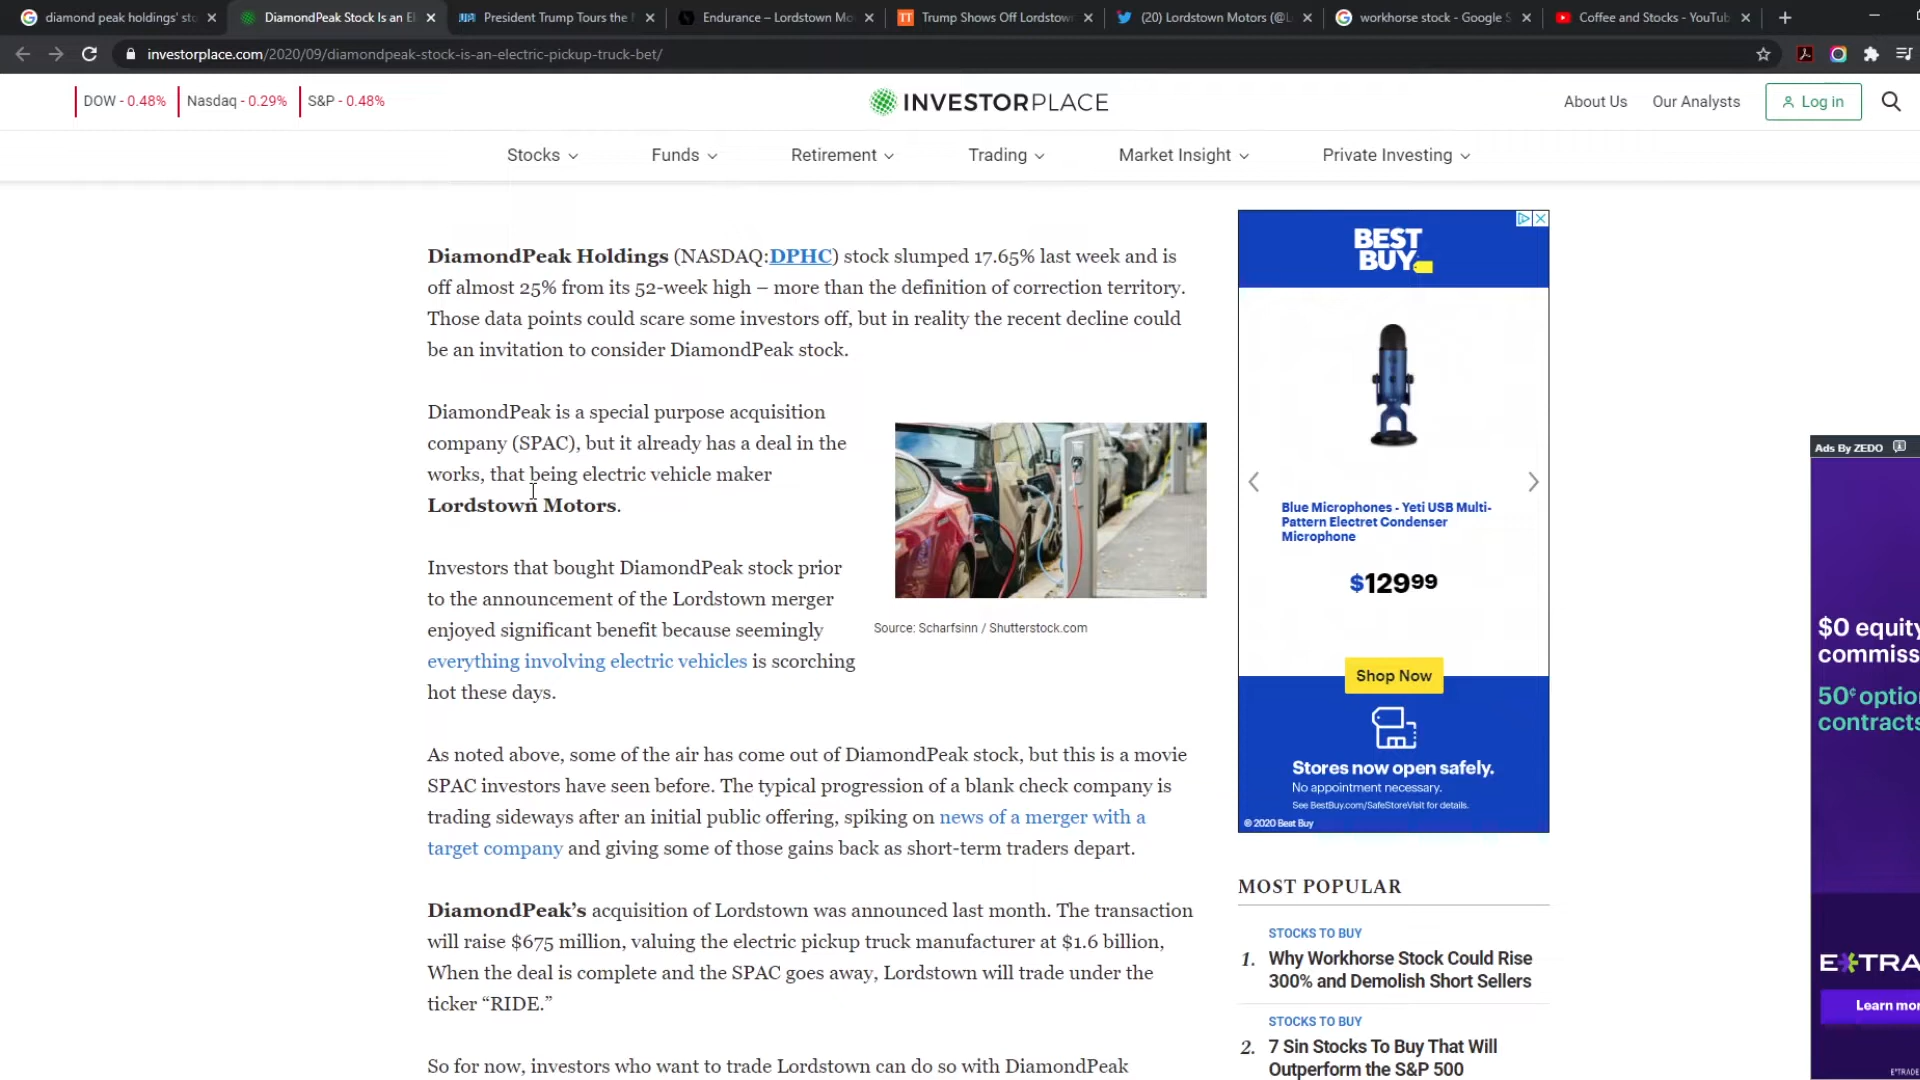 diamond peak holdings' sto
DiamondPeak Stock Is an El
President Trump Tours the
Endurance – Lordstown Mo
Trump Shows Off Lordstown
(20) Lordstown Motors (@L
workhorse stock - Google S
Coffee and Stocks - YouTub
investorplace.com/2020/09/diamondpeak-stock-is-an-electric-pickup-truck-bet/
DOW - 0.48% Nasdaq - 0.29% S&P - 0.48%
INVESTORPLACE
About Us Our Analysts Log in
Stocks Funds Retirement Trading Market Insight Private Investing
DiamondPeak Holdings (NASDAQ:DPHC) stock slumped 17.65% last week and is
off almost 25% from its 52-week high – more than the definition of correction territory.
Those data points could scare some investors off, but in reality the recent decline could
be an invitation to consider DiamondPeak stock.
DiamondPeak is a special purpose acquisition
company (SPAC), but it already has a deal in the
works, that being electric vehicle maker
Lordstown Motors.
Source: Scharfsinn / Shutterstock.com
Investors that bought DiamondPeak stock prior
to the announcement of the Lordstown merger
enjoyed significant benefit because seemingly
everything involving electric vehicles is scorching
hot these days.
As noted above, some of the air has come out of DiamondPeak stock, but this is a movie
SPAC investors have seen before. The typical progression of a blank check company is
trading sideways after an initial public offering, spiking on news of a merger with a
target company and giving some of those gains back as short-term traders depart.
DiamondPeak’s acquisition of Lordstown was announced last month. The transaction
will raise $675 million, valuing the electric pickup truck manufacturer at $1.6 billion,
When the deal is complete and the SPAC goes away, Lordstown will trade under the
ticker “RIDE.”
So for now, investors who want to trade Lordstown can do so with DiamondPeak
BEST
BUY
Blue Microphones - Yeti USB Multi-
Pattern Electret Condenser
Microphone
$12999
Shop Now
Stores now open safely.
No appointment necessary.
See BestBuy.com/SafeStoreVisit for details.
© 2020 Best Buy
MOST POPULAR
STOCKS TO BUY
1. Why Workhorse Stock Could Rise
300% and Demolish Short Sellers
STOCKS TO BUY
2. 7 Sin Stocks To Buy That Will
Outperform the S&P 500
Ads By ZEDO
$0 equity
commiss
50¢ optio
contracts
E*TRA
Learn mor
E*TRADE